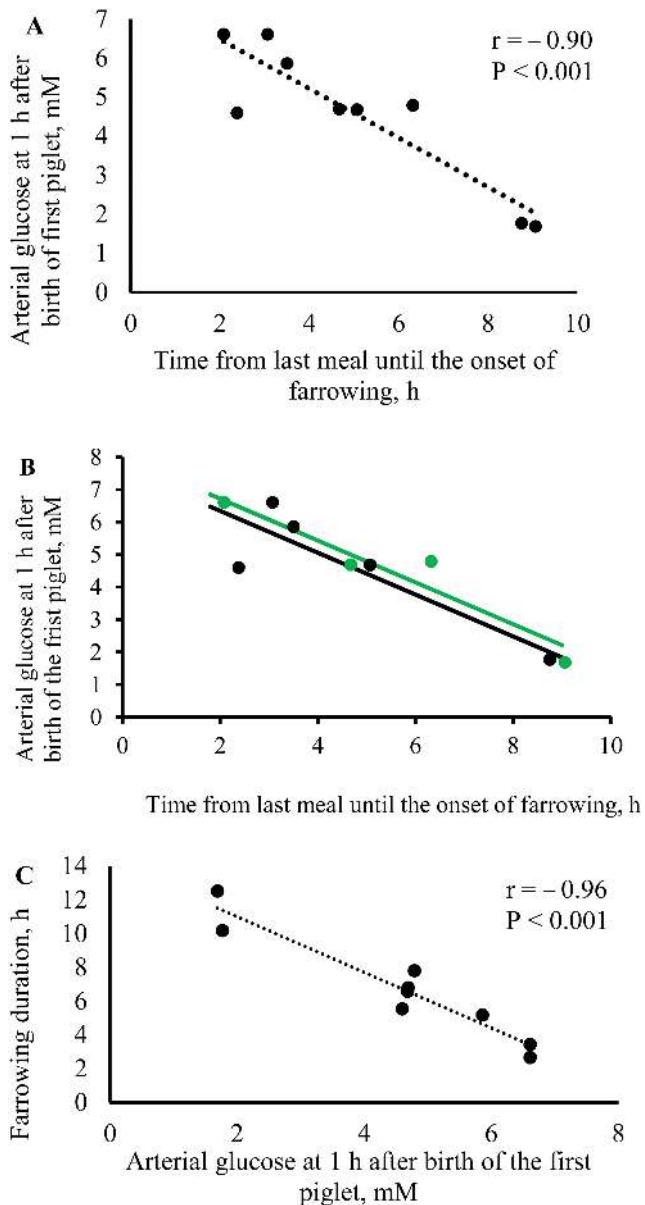 A
r = – 0.90
P < 0.001
Arterial glucose at 1 h after
birth of first piglet, mM
7
6
5
4
3
2
1
0
0 2 4 6 8 10
Time from last meal until the onset of
farrowing, h
B
Arterial glucose at 1 h after
birth of the frist piglet, mM
8
7
6
5
4
3
2
1
0
0 2 4 6 8 10
Time from last meal until the onset of farrowing, h
C
r = – 0.96
P < 0.001
Farrowing duration, h
14
12
10
8
6
4
2
0
0 2 4 6 8
Arterial glucose at 1 h after birth of the first
piglet, mM